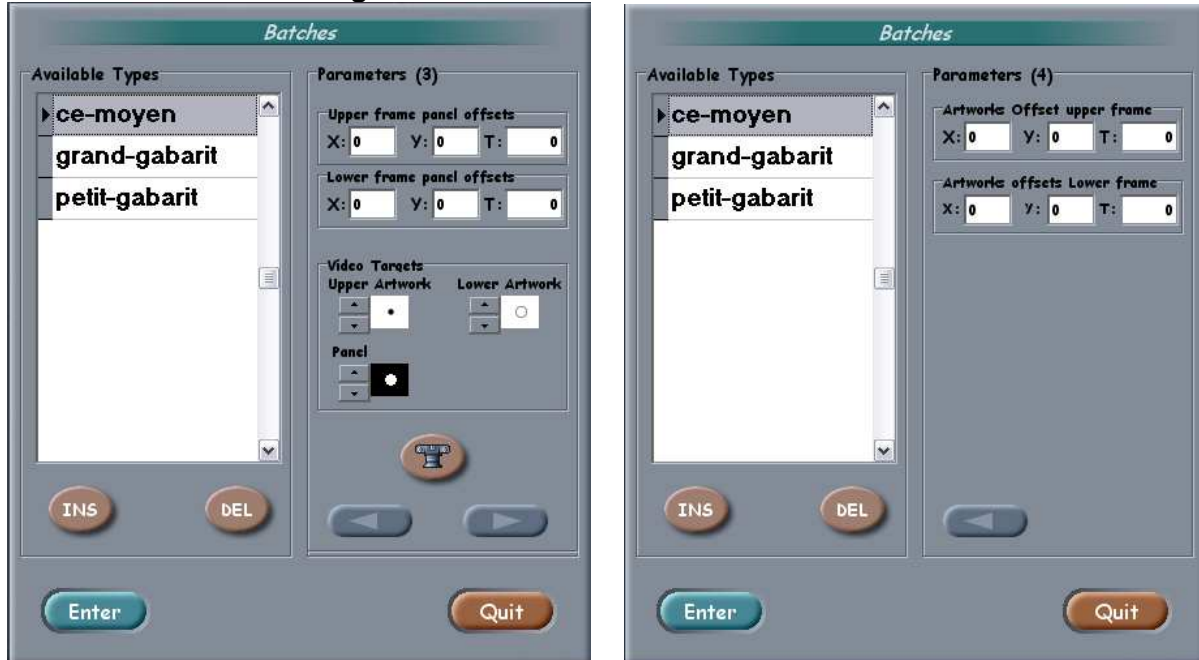 Batches
Available Types
ce-moyen
grand-gabarit
petit-gabarit
INS DEL
Parameters (3)
Upper frame panel offsets
X: 0 Y: 0 T: 0
Lower frame panel offsets
X: 0 Y: 0 T: 0
Video Targets
Upper Artwork Lower Artwork
Panel
Enter Quit
Batches
Available Types
ce-moyen
grand-gabarit
petit-gabarit
INS DEL
Parameters (4)
Artworks Offset upper frame
X: 0 Y: 0 T: 0
Artworks offsets Lower frame
X: 0 Y: 0 T: 0
Enter Quit